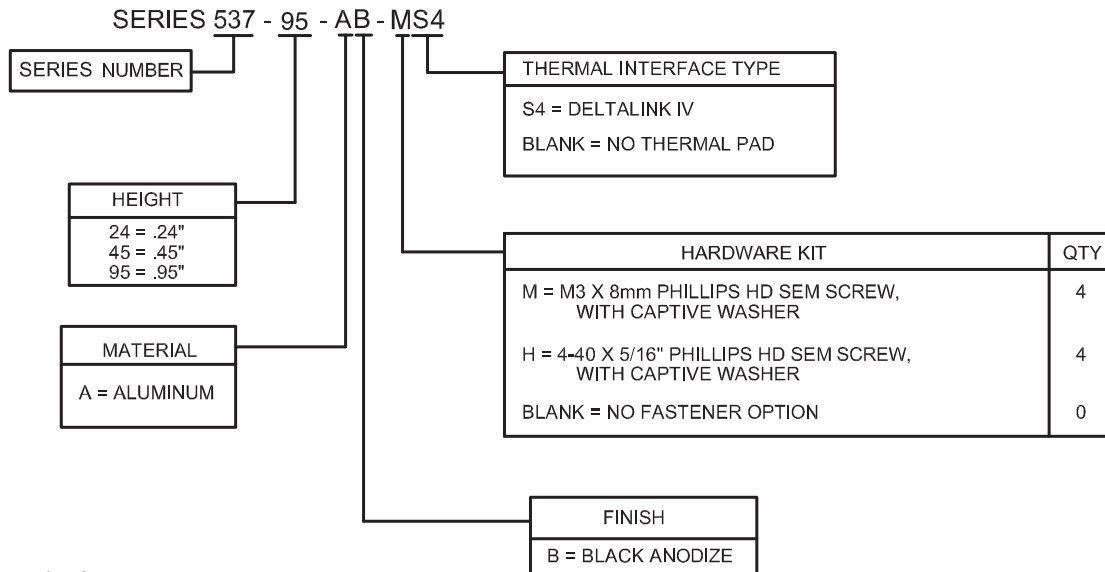 SERIES 537 - 95 - AB - MS4
SERIES NUMBER
THERMAL INTERFACE TYPE
S4 = DELTALINK IV
BLANK = NO THERMAL PAD
HEIGHT
24 = .24"
45 = .45"
95 = .95"
HARDWARE KIT QTY
M = M3 X 8mm PHILLIPS HD SEM SCREW, 4
WITH CAPTIVE WASHER
H = 4-40 X 5/16" PHILLIPS HD SEM SCREW, 4
WITH CAPTIVE WASHER
BLANK = NO FASTENER OPTION 0
MATERIAL
A = ALUMINUM
FINISH
B = BLACK ANODIZE